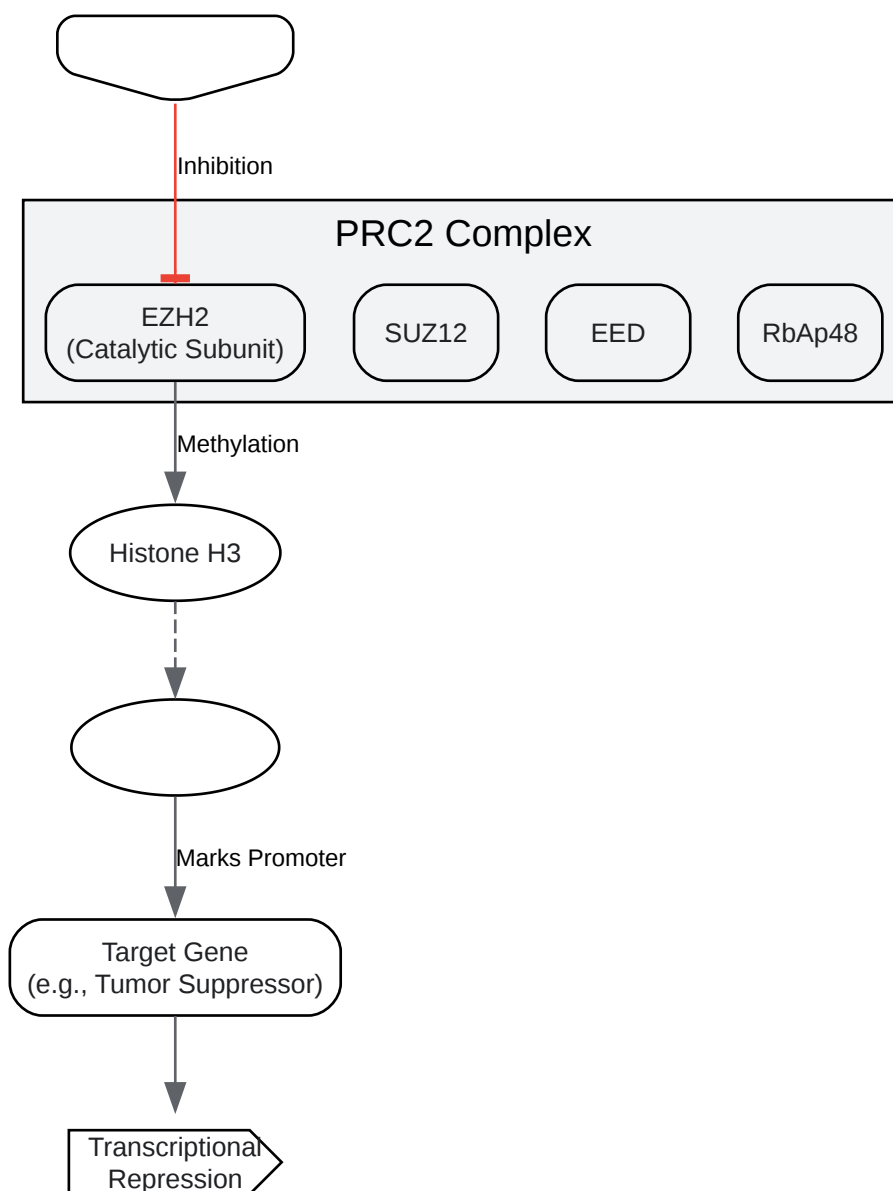 Inhibition
PRC2 Complex
EZH2
(Catalytic Subunit)
SUZ12
EED
RbAp48
Methylation
Histone H3
Marks Promoter
Target Gene
(e.g., Tumor Suppressor)
Transcriptional
Repression